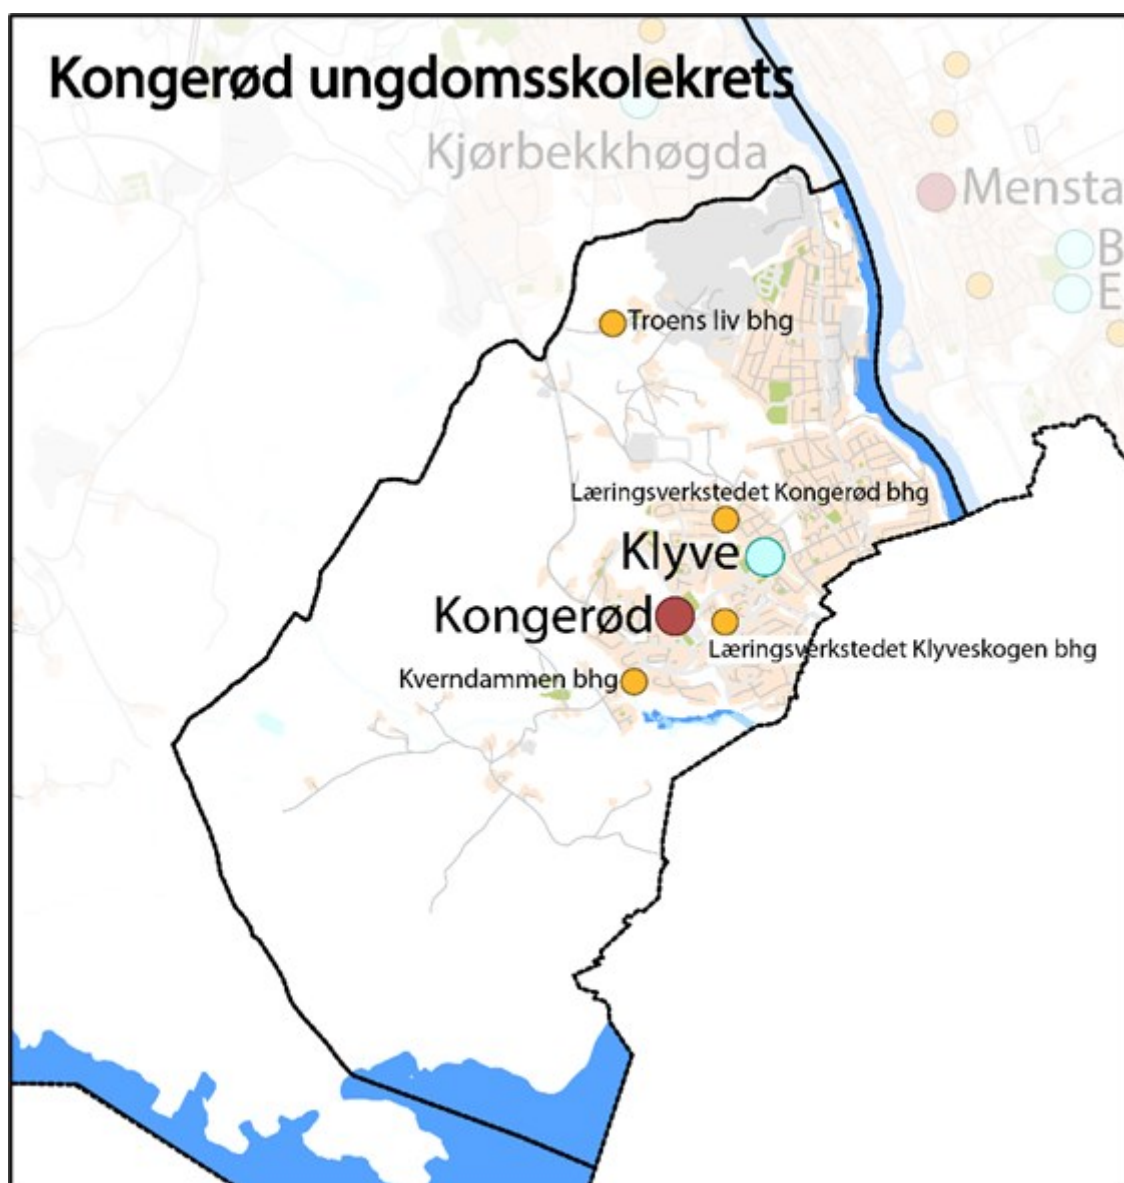 Kongerød ungdomsskolekrets
Kjørbekkhøgda
Mensta
B
E
Troens liv bhg
Læringsverkstedet Kongerød bhg
Klyve
Kongerød
Læringsverkstedet Klyveskogen bhg
Kverndammen bhg